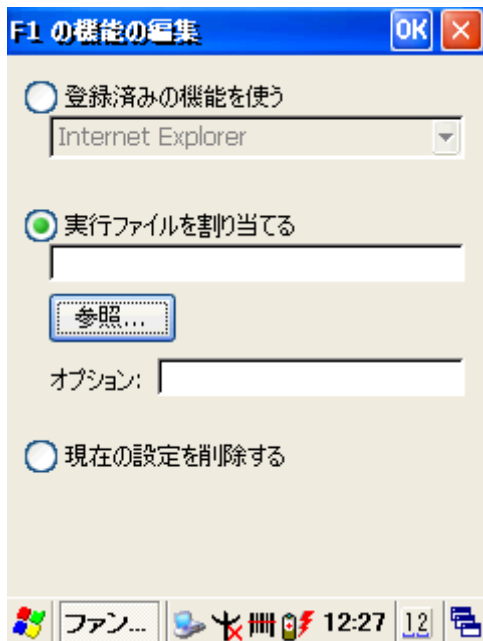 F1 の機能の編集 OK
登録済みの機能を使う
Internet Explorer
実行ファイルを割り当てる
参照...
オプション:
現在の設定を削除する
ファン... 12:27 12